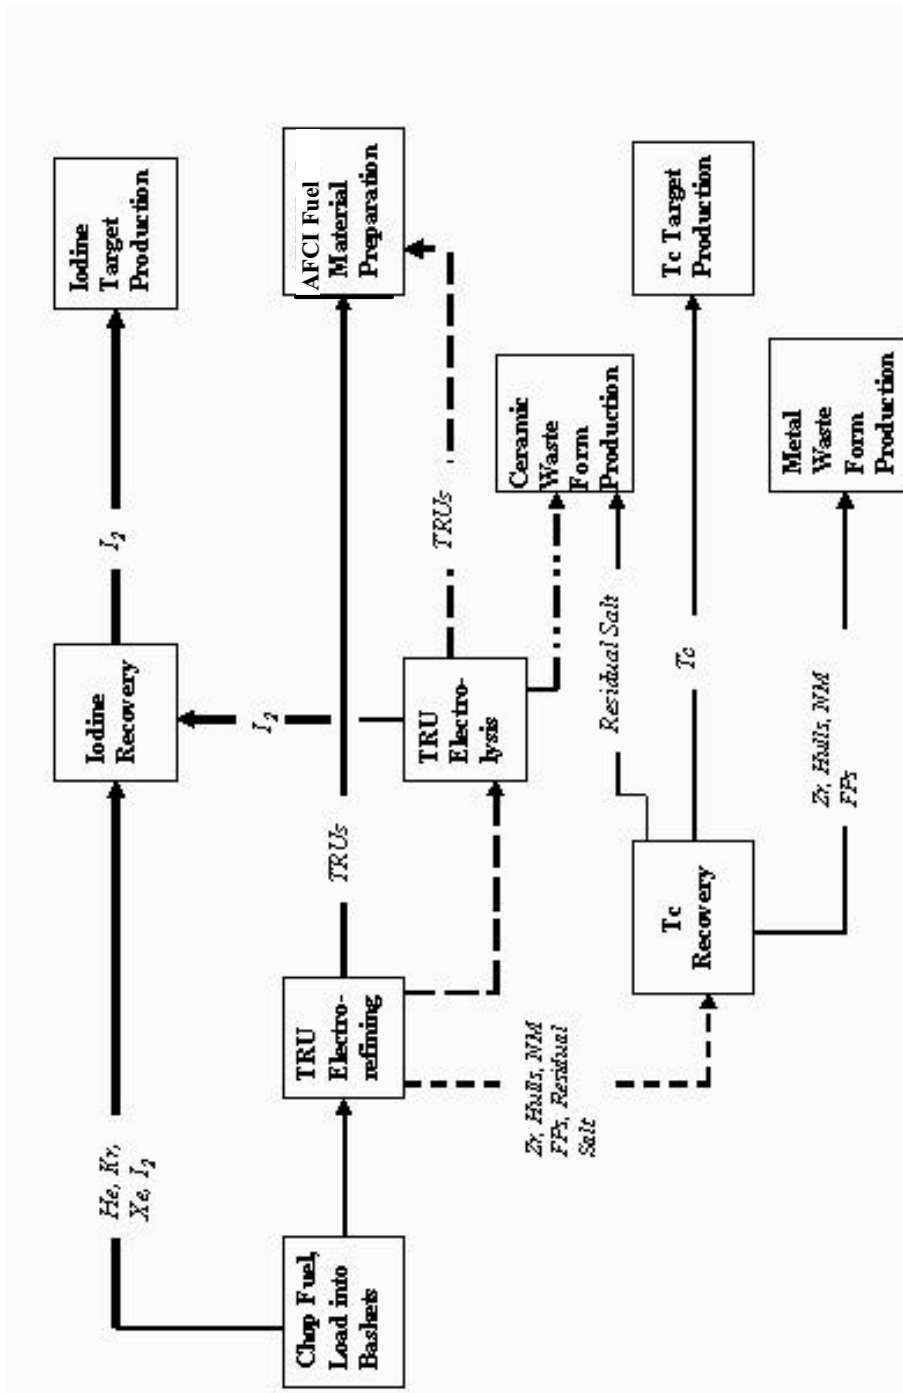 Iodine
Target
Production
AFCI Fuel
Material
Preparation
Tc Target
Production
Ceramic
Waste
Form
Production
Metal
Waste
Form
Production
I2
TRUs
Residual Salt
Tc
Zr, Hulls, NM
FPs
Iodine
Recovery
I2
TRU
Electro-
lysis
TRUs
Tc
Recovery
TRU
Electro-
refining
Zr, Hulls, NM
FPs, Residual
Salt
He, Kr,
Xe, I2
Chop Fuel,
Load into
Baskets